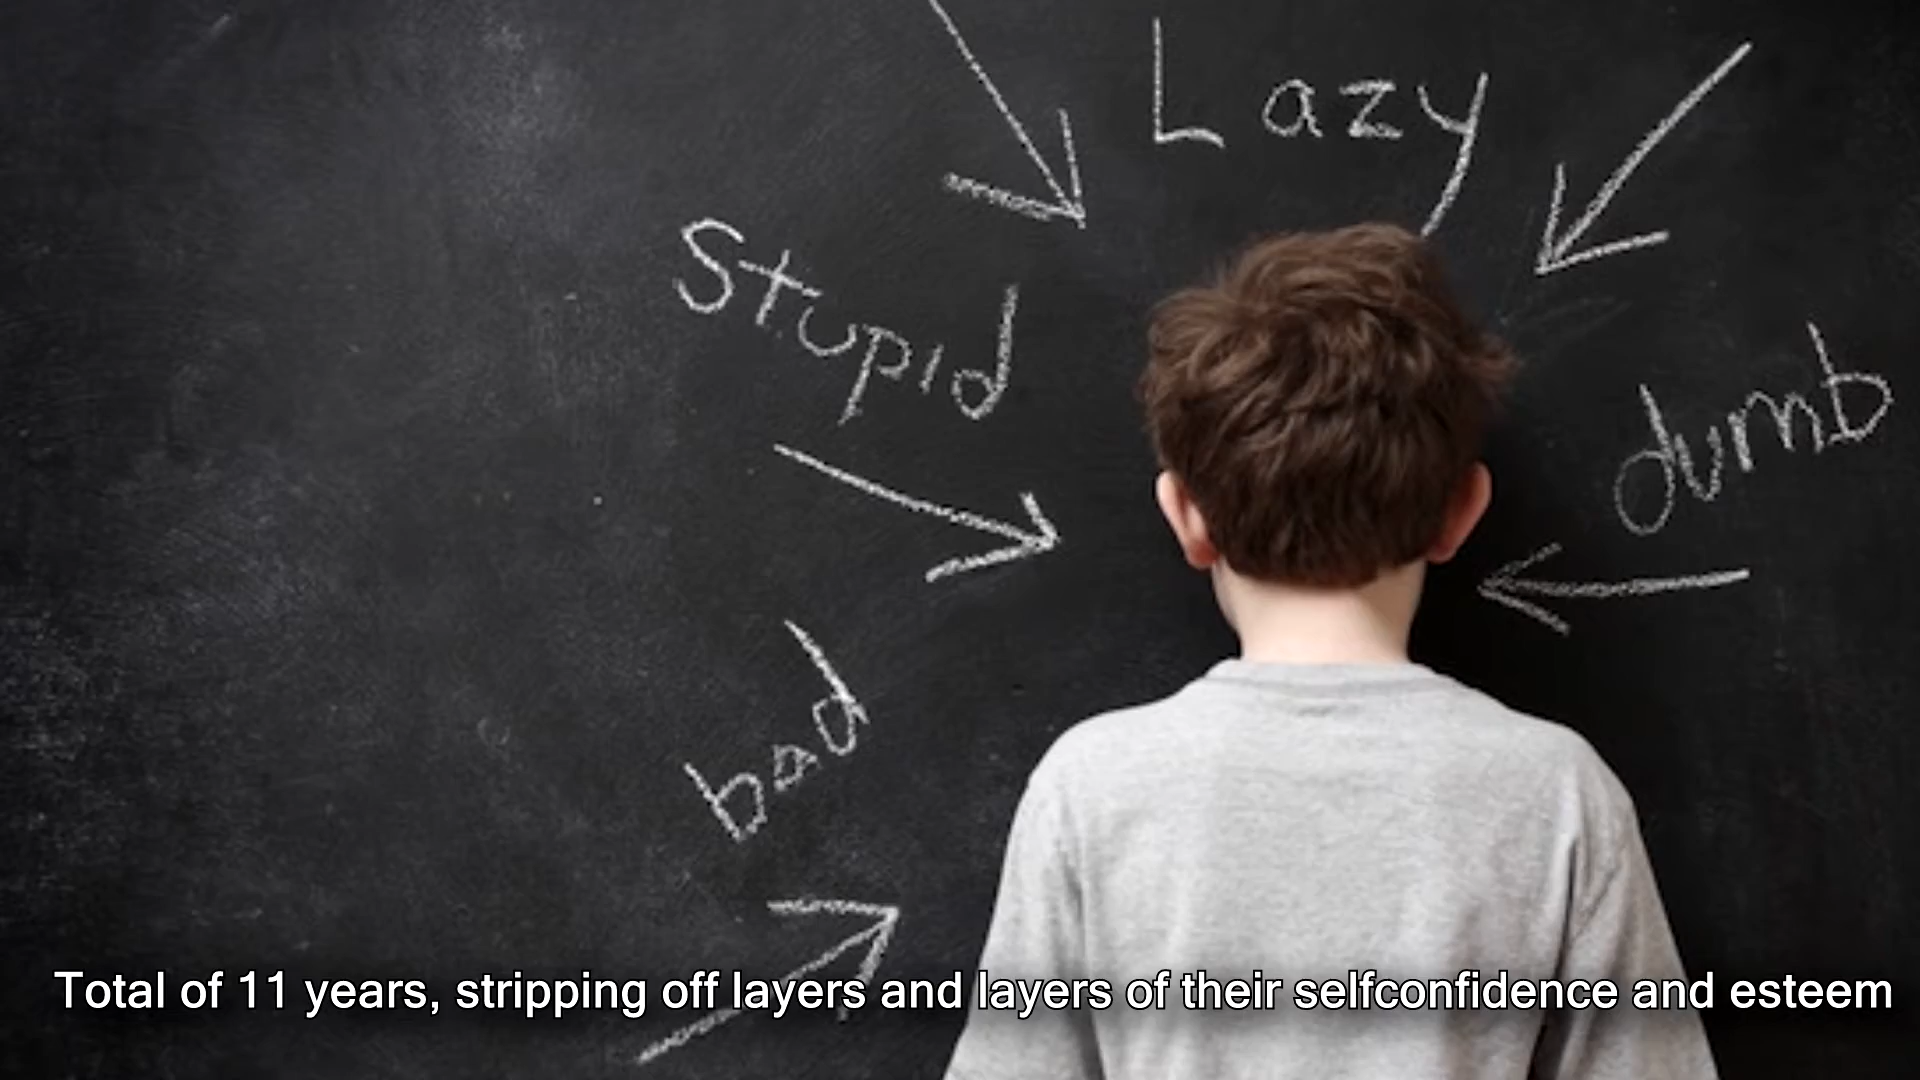 Lazy
Stupid
dumb
bad
Total of 11 years, stripping off layers and layers of their selfconfidence and esteem